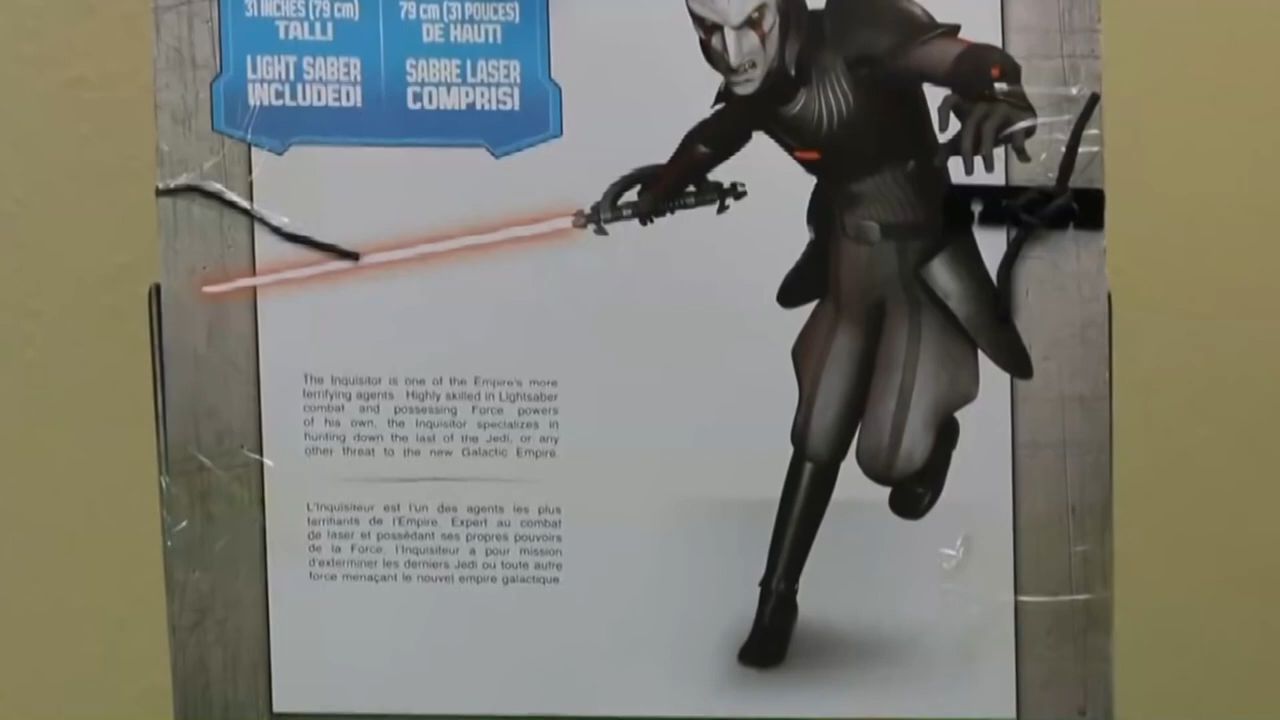 31 INCHES (79 cm)
TALL!
LIGHT SABER
INCLUDED!
79 cm (31 POUCES)
DE HAUT!
SABRE LASER
COMPRIS!
The Inquisitor is one of the Empire's more
terrifying agents. Highly skilled in Lightsaber
combat and possessing Force powers
of his own, the Inquisitor specializes in
hunting down the last of the Jedi, or any
other threat to the new Galactic Empire.
L'Inquisiteur est l'un des agents les plus
terrifiants de l'Empire. Expert au combat
de laser et possédant ses propres pouvoirs
de la Force, l'Inquisiteur a pour mission
d'exterminer les derniers Jedi ou toute autre
force menaçant le nouvel empire galactique.